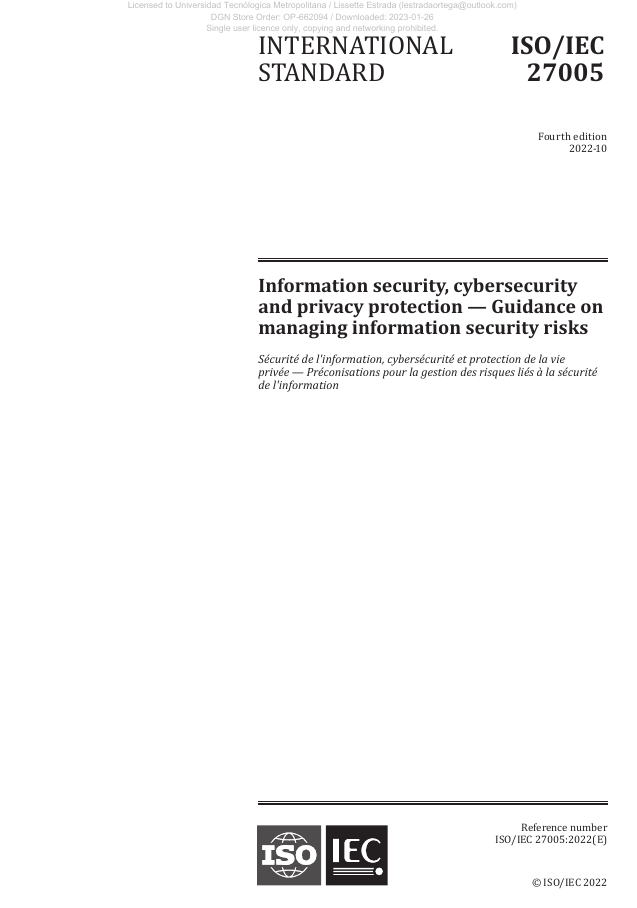 Licensed to Universidad Tecnólogica Metropolitana / Lissette Estrada (lestradaortega@outlook.com)
DGN Store Order: OP-662094 / Downloaded: 2023-01-26
Single user licence only, copying and networking prohibited.
INTERNATIONAL STANDARD
ISO/IEC 27005
Fourth edition
2022-10
Information security, cybersecurity
and privacy protection — Guidance on
managing information security risks
Sécurité de l'information, cybersécurité et protection de la vie
privée — Préconisations pour la gestion des risques liés à la sécurité
de l'information
ISO
IEC
Reference number
ISO/IEC 27005:2022(E)
© ISO/IEC 2022